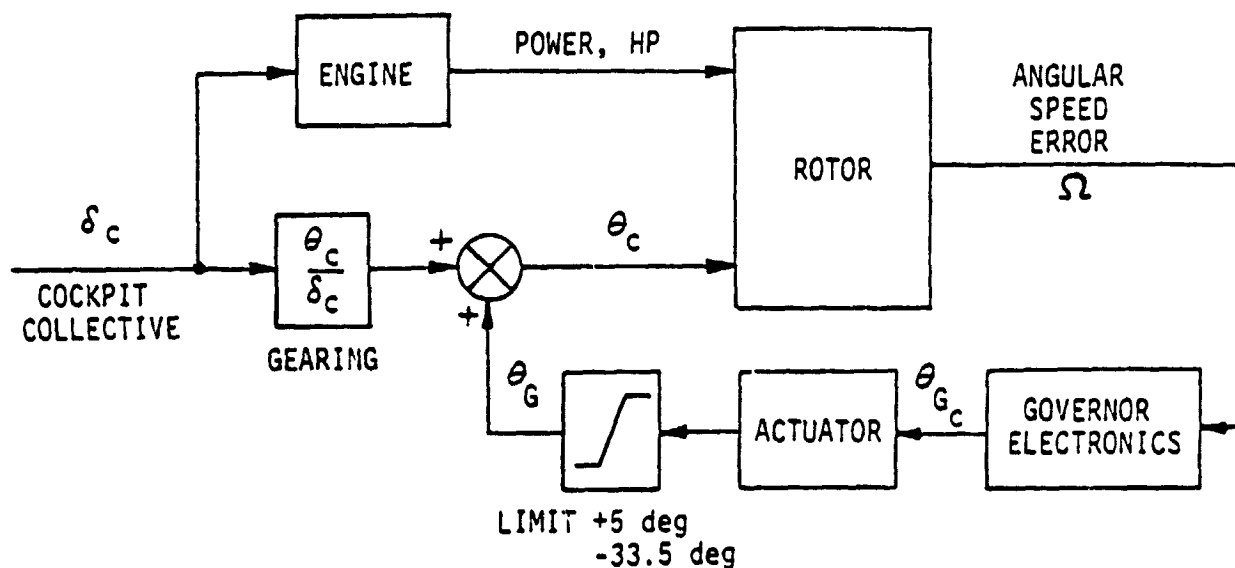 POWER, HP
ENGINE
ANGULAR
SPEED
ERROR
Ω
ROTOR
δc
COCKPIT
COLLECTIVE
θc
δc
GEARING
+
+
θc
θG
LIMIT +5 deg
-33.5 deg
ACTUATOR
θGc
GOVERNOR
ELECTRONICS